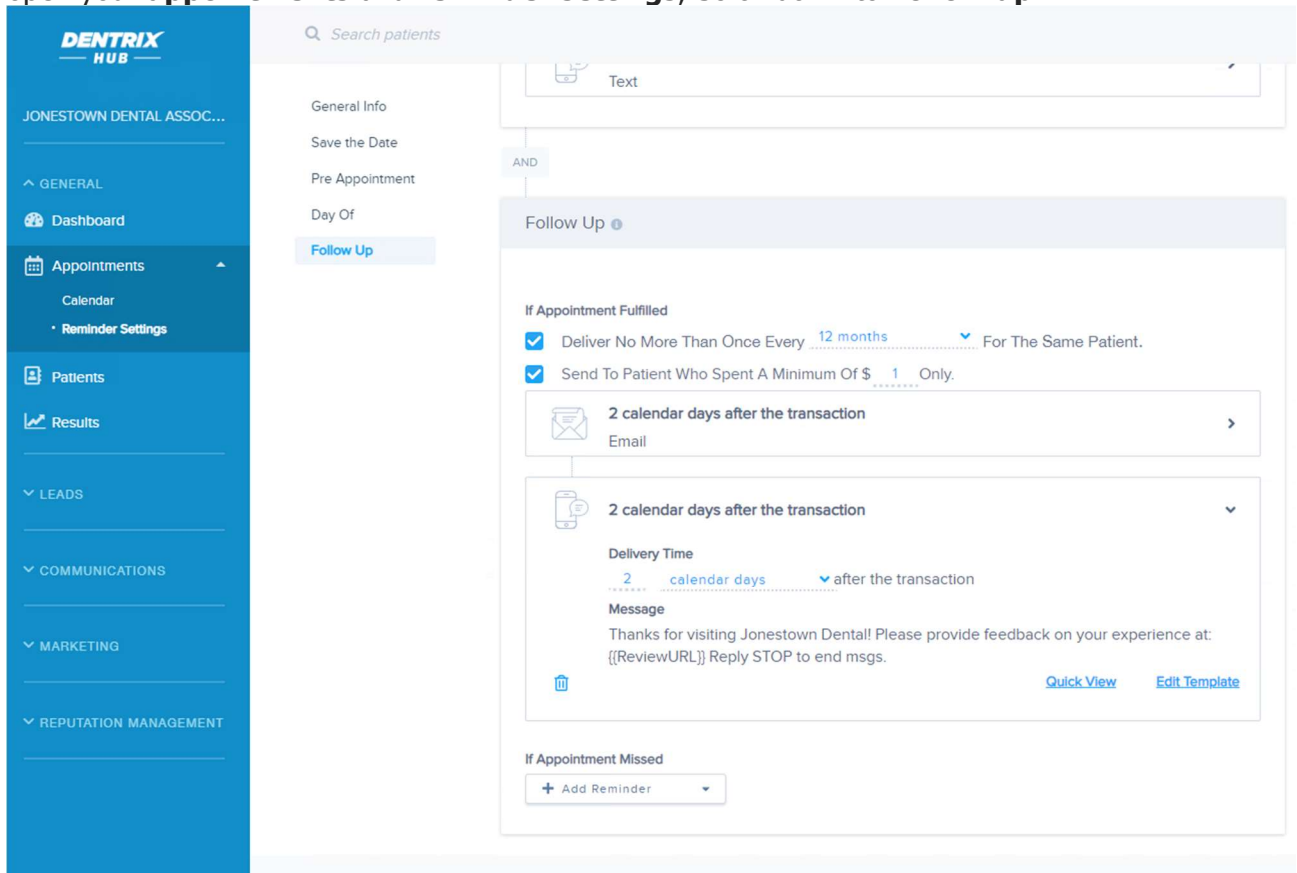 DENTRIX
HUB
JONESTOWN DENTAL ASSOC...
GENERAL
Dashboard
Appointments
Calendar
• Reminder Settings
Patients
Results
LEADS
COMMUNICATIONS
MARKETING
REPUTATION MANAGEMENT
Search patients
General Info
Save the Date
Pre Appointment
Day Of
Follow Up
Text
AND
Follow Up
If Appointment Fulfilled
Deliver No More Than Once Every 12 months For The Same Patient.
Send To Patient Who Spent A Minimum Of $ 1 Only.
2 calendar days after the transaction
Email
2 calendar days after the transaction
Delivery Time
2 calendar days after the transaction
Message
Thanks for visiting Jonestown Dental! Please provide feedback on your experience at:
{{ReviewURL}} Reply STOP to end msgs.
Quick View Edit Template
If Appointment Missed
+ Add Reminder